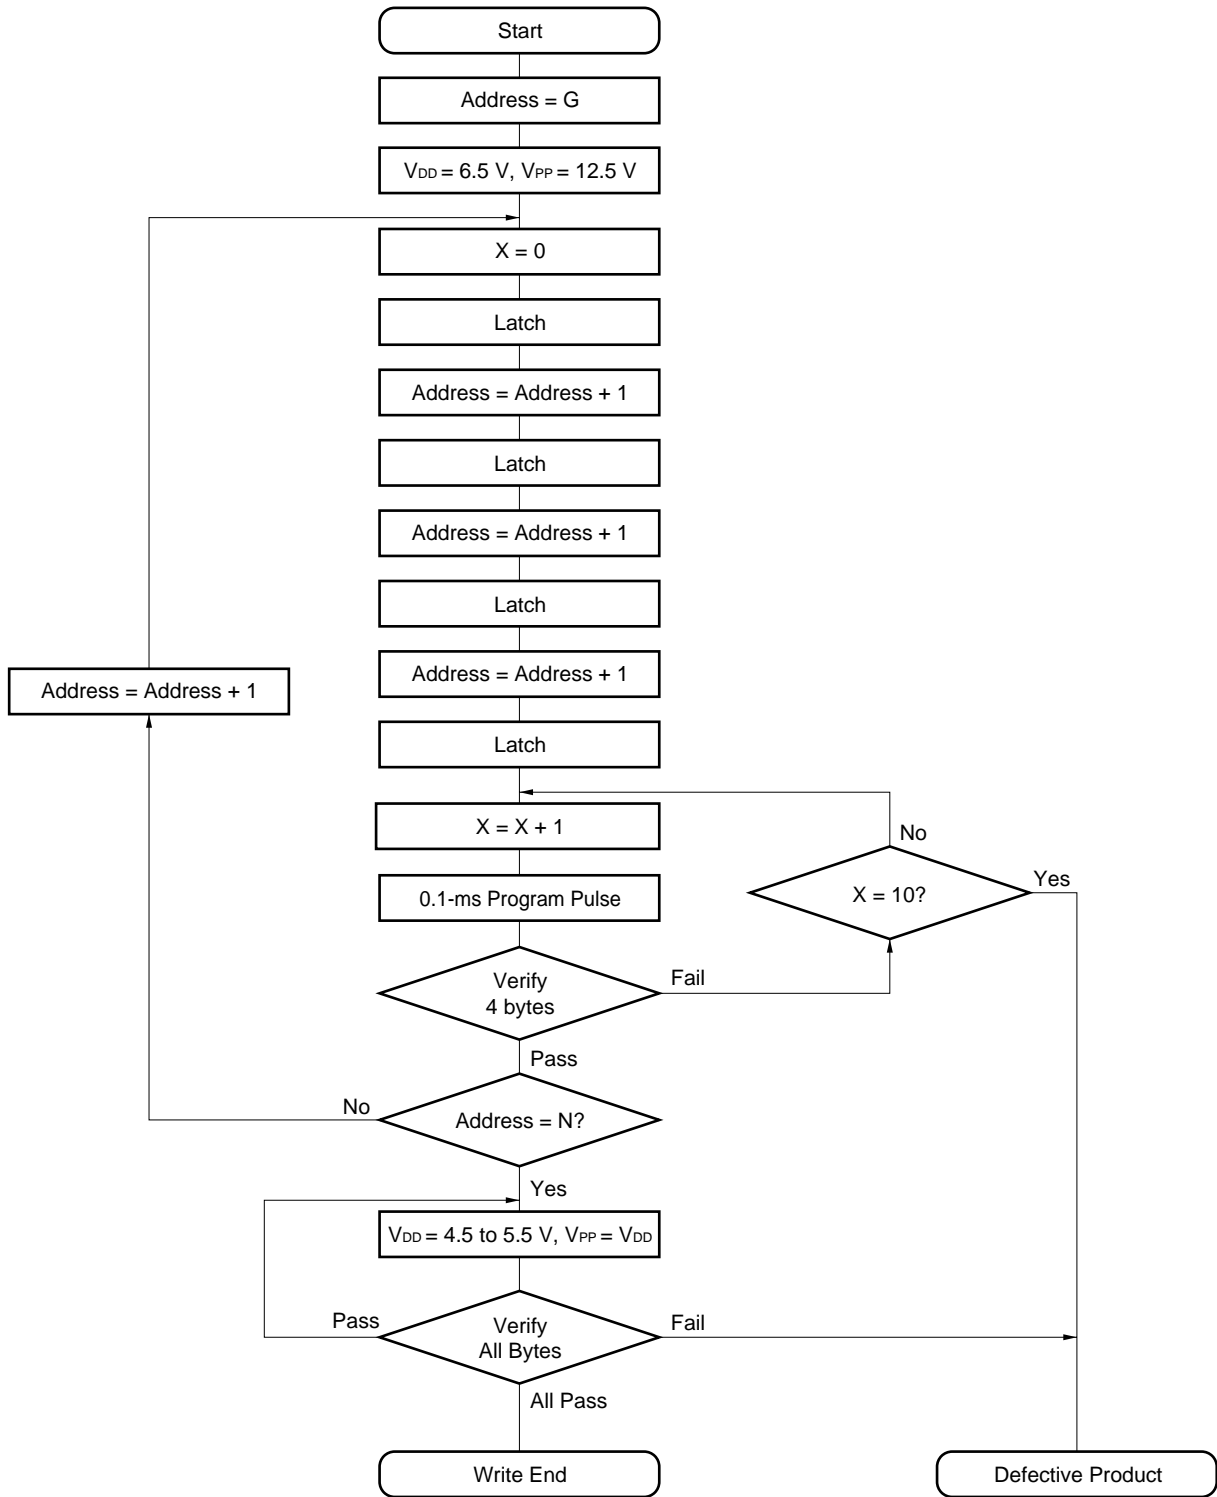 Start
Address = G
VDD = 6.5 V, VPP = 12.5 V
X = 0
Latch
Address = Address + 1
Latch
Address = Address + 1
Latch
Address = Address + 1
Address = Address + 1
Latch
X = X + 1
No
0.1-ms Program Pulse
X = 10?
Yes
Verify
4 bytes
Fail
Pass
No
Address = N?
Yes
VDD = 4.5 to 5.5 V, VPP = VDD
Pass
Verify
All Bytes
Fail
All Pass
Write End
Defective Product